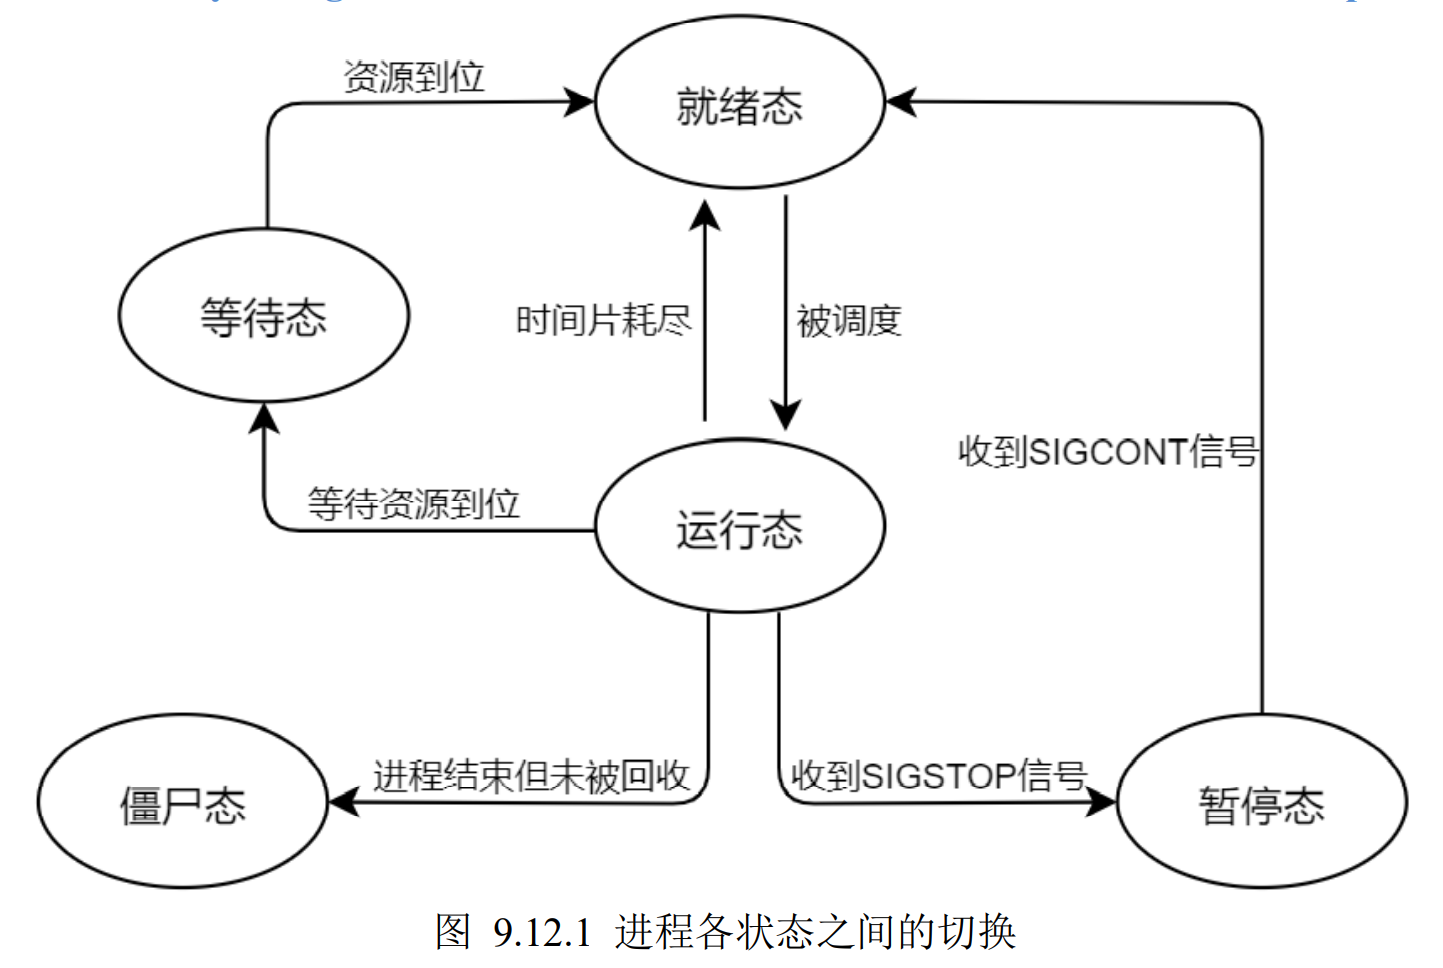 资源到位
就绪态
等待态
时间片耗尽
被调度
收到SIGCONT信号
等待资源到位
运行态
进程结束但未被回收
收到SIGSTOP信号
僵尸态
暂停态
图 9.12.1 进程各状态之间的切换